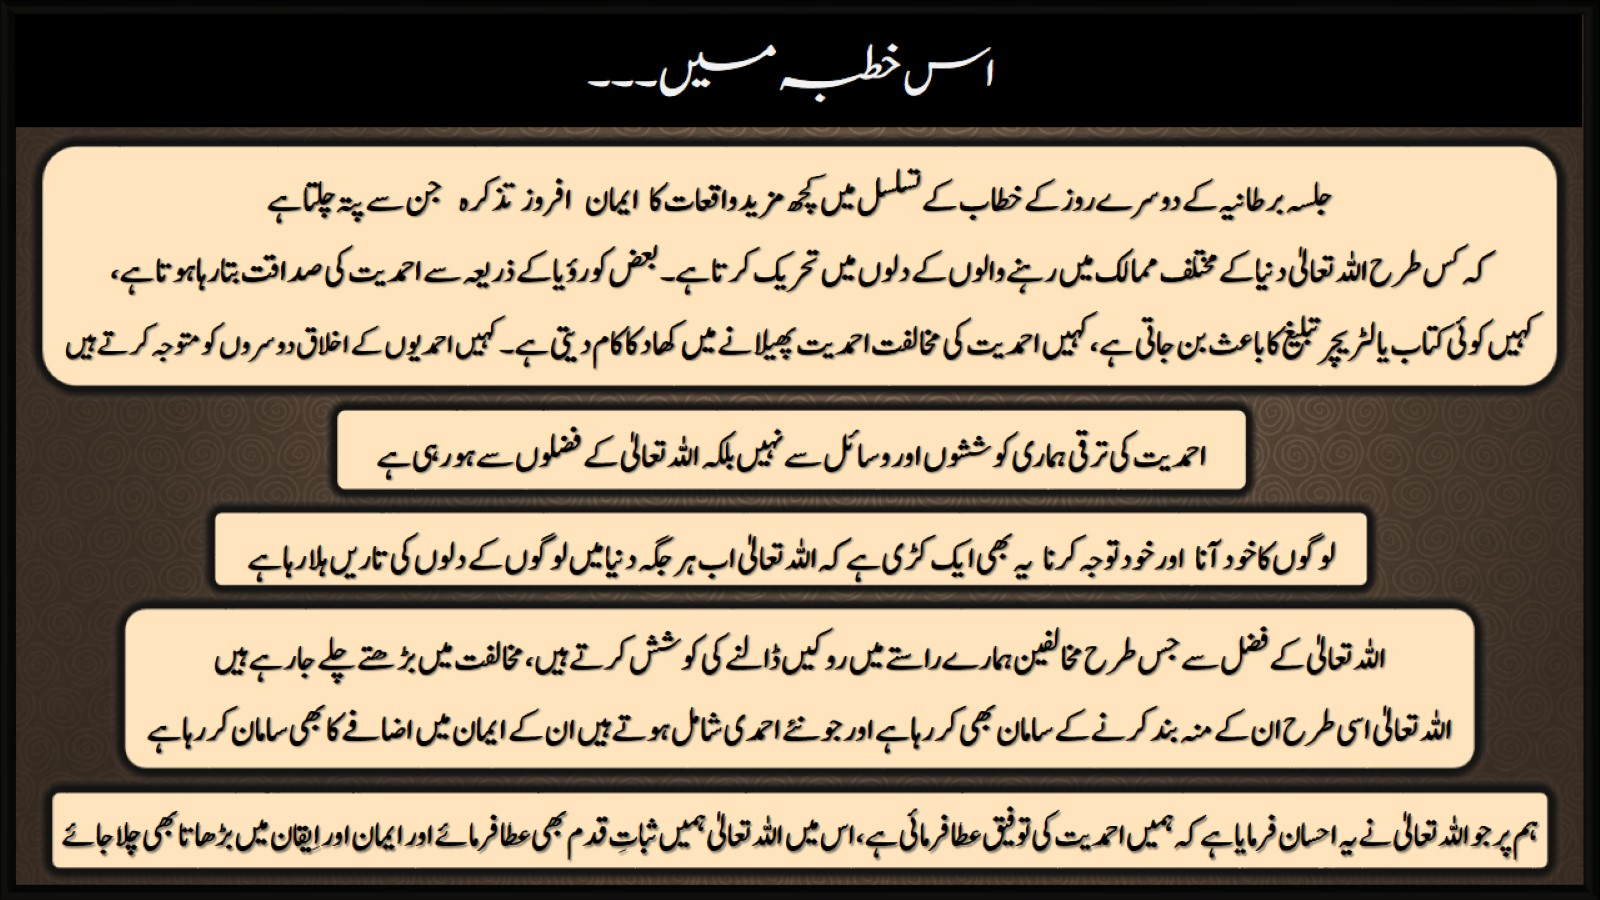 اس خطبہ میں۔۔۔
جلسہ برطانیہ کے دوسرے روز کے خطاب کے تسلسل میں کچھ مزید واقعات کا ایمان افروز تذکرہ جن سے پتہ چلتا ہے
کہ کس طرح اللہ تعالیٰ دنیا کے مختلف ممالک میں رہنے والوں کے دلوں میں تحریک کرتا ہے۔ بعض کو رؤیا کے ذریعہ سے احمدیت کی صداقت بتا رہا ہوتا ہے،
کہیں کوئی کتاب یا لٹریچر تبلیغ کا باعث بن جاتی ہے، کہیں احمدیت کی مخالفت احمدیت پھیلانے میں کھاد کا کام دیتی ہے۔ کہیں احمدیوں کے اخلاق دوسروں کو متوجہ کرتے ہیں
احمدیت کی ترقی ہماری کوششوں اور وسائل سے نہیں بلکہ اللہ تعالیٰ کے فضلوں سے ہو رہی ہے
لوگوں کا خود آنا اور خود توجہ کرنا یہ بھی ایک کڑی ہے کہ اللہ تعالیٰ اب ہر جگہ دنیا میں لوگوں کے دلوں کی تاریں ہلا رہا ہے
اللہ تعالیٰ کے فضل سے جس طرح مخالفین ہمارے راستے میں روکیں ڈالنے کی کوشش کرتے ہیں، مخالفت میں بڑھتے چلے جا رہے ہیں
اللہ تعالیٰ اسی طرح ان کے منہ بند کرنے کے سامان بھی کر رہا ہے اور جو نئے احمدی شامل ہوتے ہیں ان کے ایمان میں اضافے کا بھی سامان کر رہا ہے
ہم پر جو اللہ تعالیٰ نے یہ احسان فرمایا ہے کہ ہمیں احمدیت کی توفیق عطا فرمائی ہے، اس میں اللہ تعالیٰ ہمیں ثباتِ قدم بھی عطا فرمائے اور ایمان اور اِیقان میں بڑھاتا بھی چلا جائے